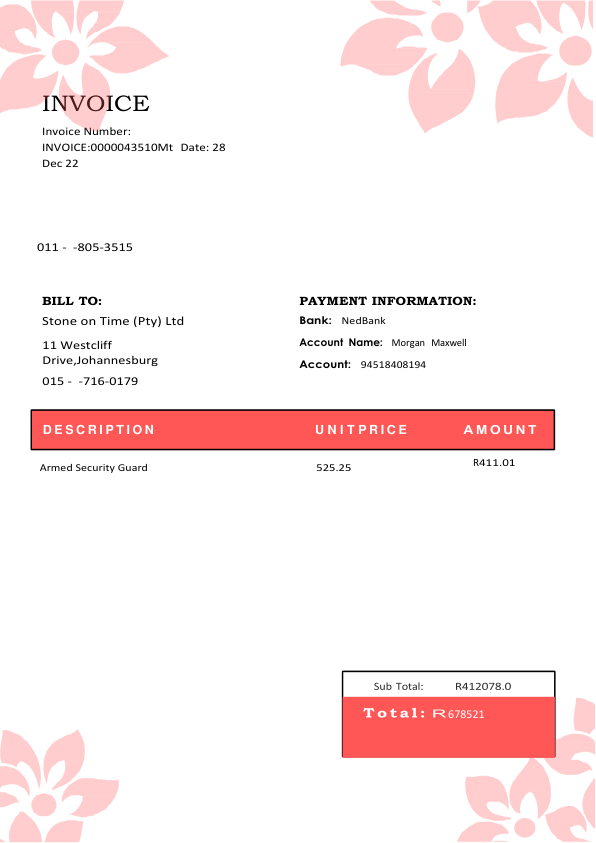 INVOICE
Invoice Number:
INVOICE:0000043510Mt Date: 28
Dec 22
011 - -805-3515
BILL TO:
Stone on Time (Pty) Ltd
11 Westcliff
Drive,Johannesburg
015 - -716-0179
PAYMENT INFORMATION:
Bank: NedBank
Account Name: Morgan Maxwell
Account: 94518408194
DESCRIPTION UNITPRICE AMOUNT
Armed Security Guard 525.25 R411.01
Sub Total: R412078.0
Total: R678521